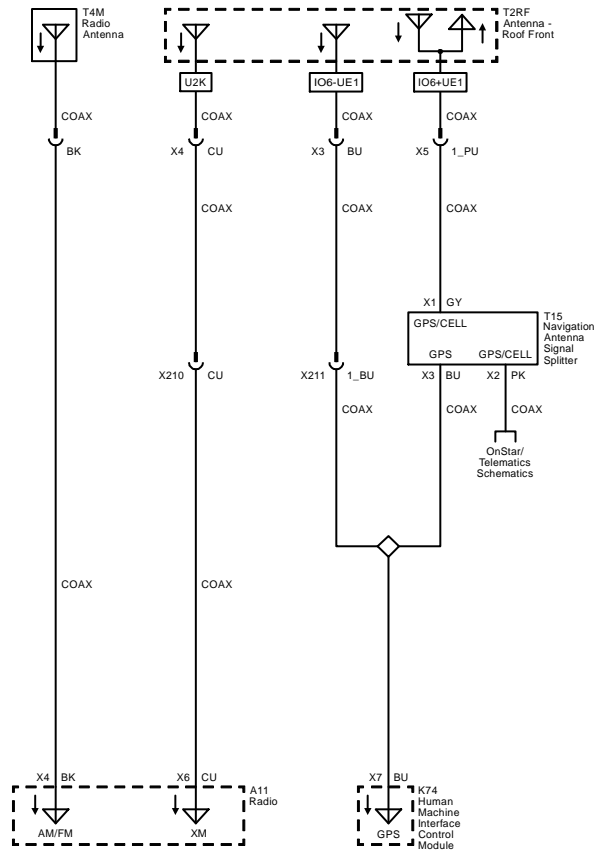 T4M
Radio
Antenna
T2RF
Antenna -
Roof Front
U2K
IO6-UE1
IO6+UE1
COAX
COAX
COAX
COAX
BK
X4 CU
X3 BU
X5 1_PU
COAX
COAX
COAX
X1 GY
GPS/CELL
GPS
GPS/CELL
T15
Navigation
Antenna
Signal
Splitter
X210 CU
X211 1_BU
X3 BU
X2 PK
COAX
COAX
COAX
OnStar/
Telematics
Schematics
COAX
COAX
X4 BK
X6 CU
A11
Radio
X7 BU
K74
Human
Machine
Interface
Control
Module
AM/FM
XM
GPS